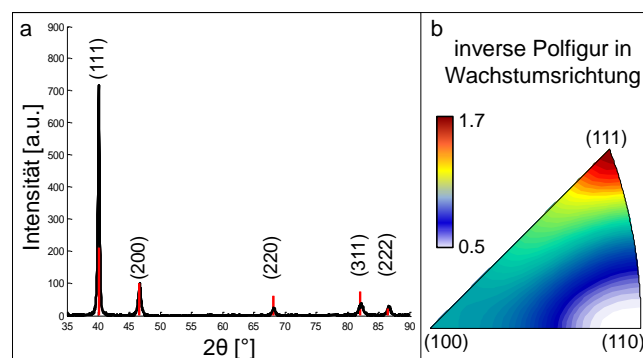 a
Intensität [a.u.]
900
800
700
600
500
400
300
200
100
0
35 40 45 50 55 60 65 70 75 80 85 90
2θ [°]
(111)
(200)
(220)
(311)
(222)
b
inverse Polfigur in
Wachstumsrichtung
1.7
0.5
(111)
(100)
(110)